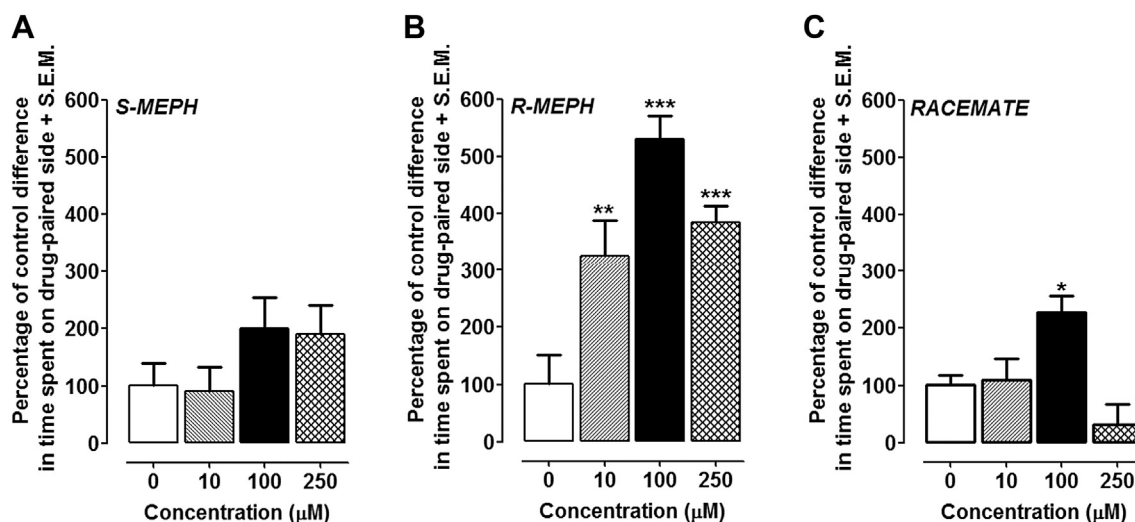 A
Percentage of control difference
in time spent on drug-paired side + S.E.M.
S-MEPH
600
500
400
300
200
100
0
0 10 100 250
Concentration (µM)
B
Percentage of control difference
in time spent on drug-paired side + S.E.M.
R-MEPH
600
500
400
300
200
100
0
**
***
***
0 10 100 250
Concentration (µM)
C
Percentage of control difference
in time spent on drug-paired side + S.E.M.
RACEMATE
600
500
400
300
200
100
0
*
0 10 100 250
Concentration (µM)